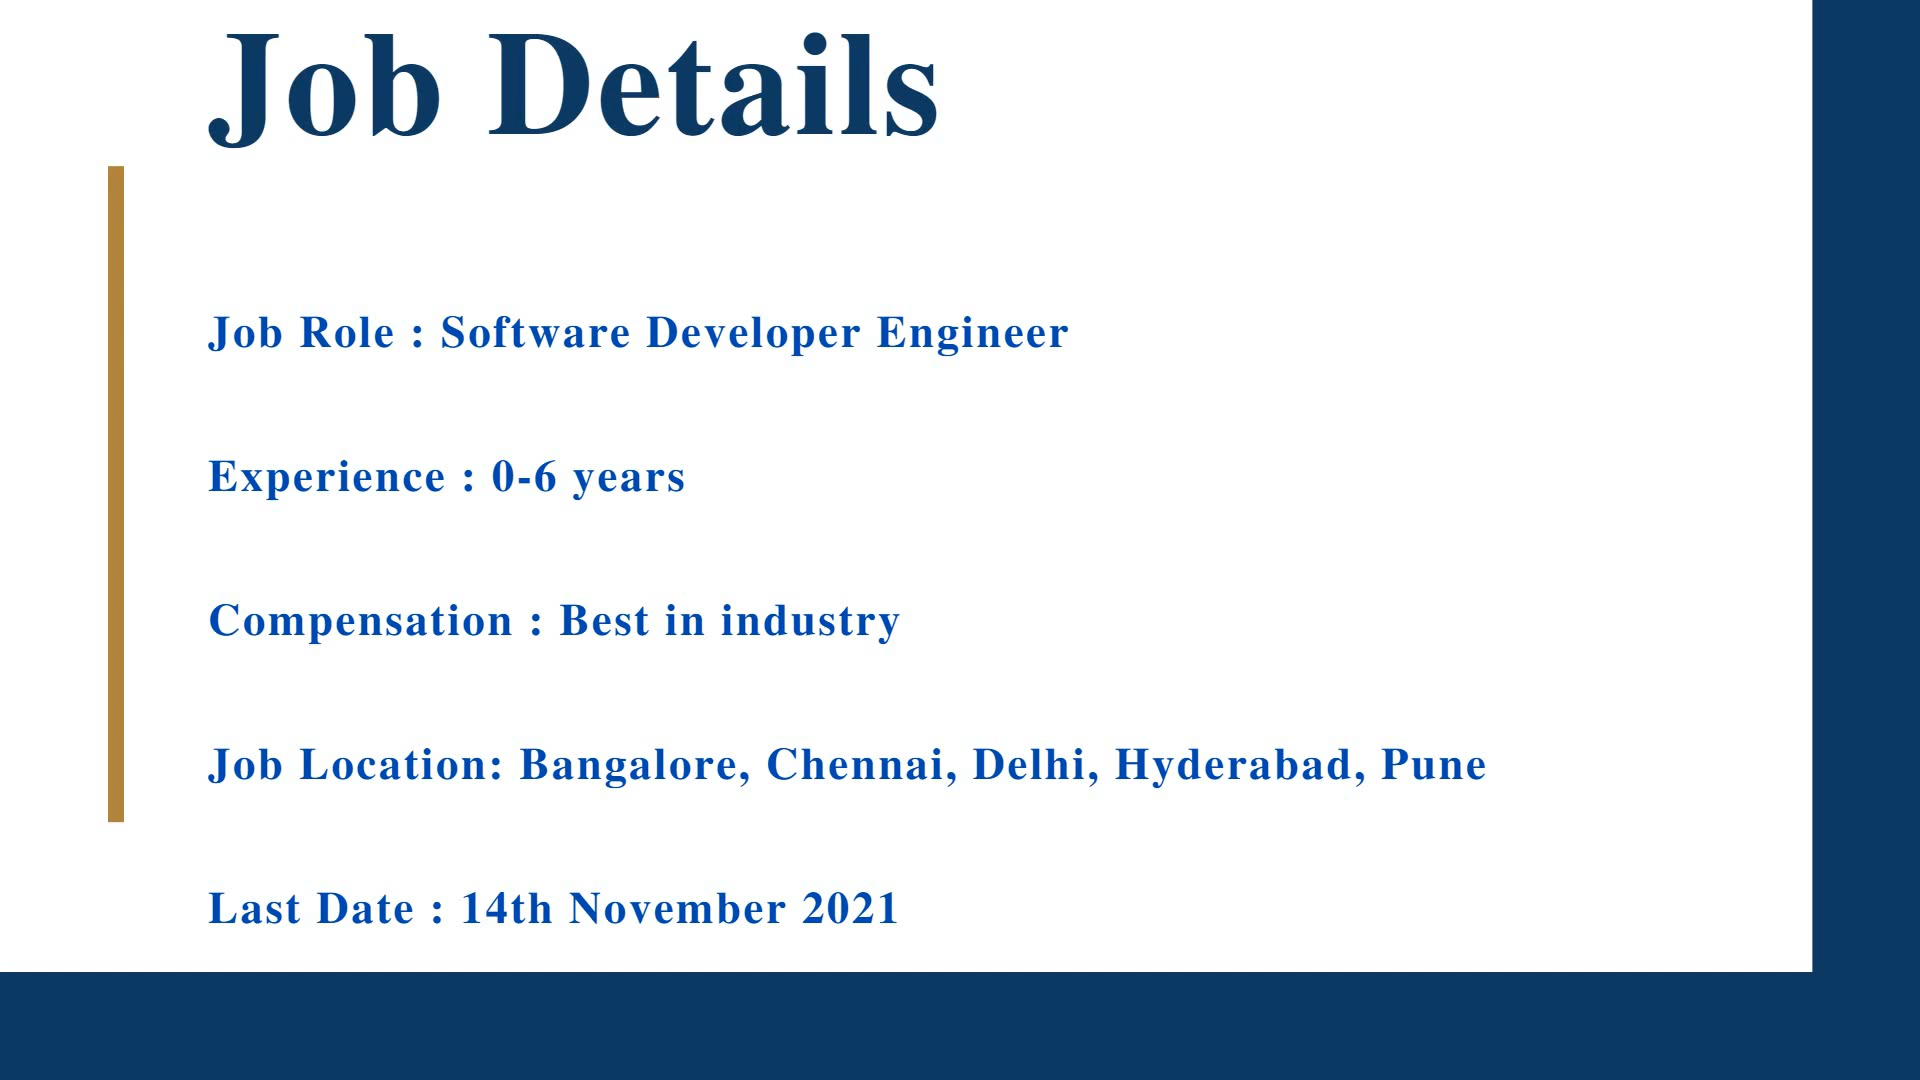 Job Details
Job Role : Software Developer Engineer
Experience : 0-6 years
Compensation : Best in industry
Job Location: Bangalore, Chennai, Delhi, Hyderabad, Pune
Last Date : 14th November 2021